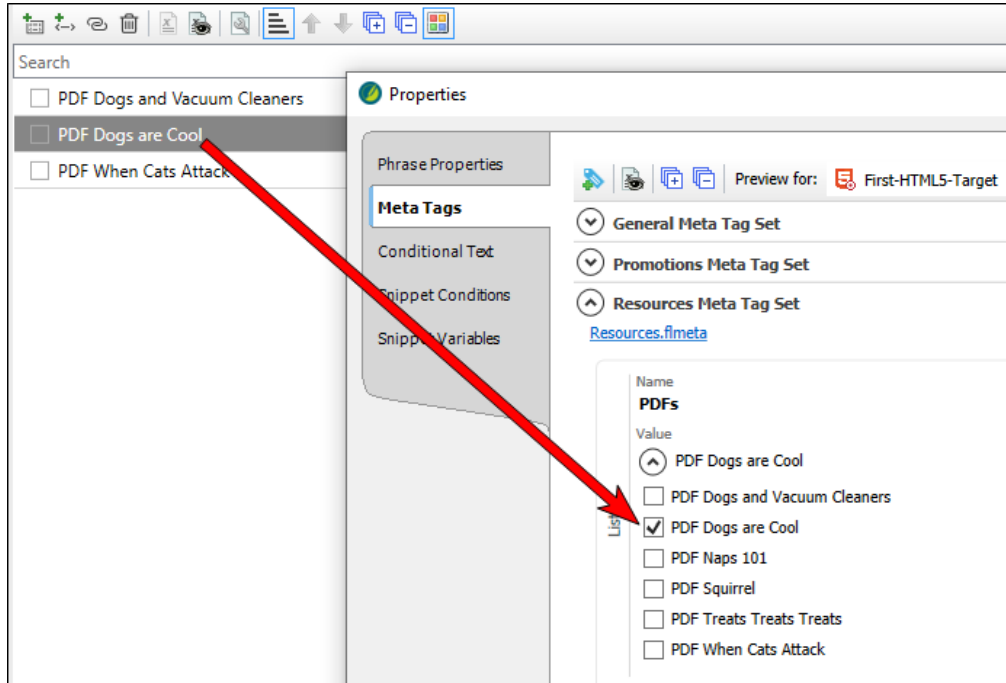 Search
PDF Dogs and Vacuum Cleaners
PDF Dogs are Cool
PDF When Cats Attack
Properties
Phrase Properties
Meta Tags
Conditional Text
Snippet Conditions
Snippet Variables
Preview for: First-HTML5-Target
General Meta Tag Set
Promotions Meta Tag Set
Resources Meta Tag Set
Resources.flmeta
List
Name
PDFs
Value
PDF Dogs are Cool
PDF Dogs and Vacuum Cleaners
PDF Dogs are Cool
PDF Naps 101
PDF Squirrel
PDF Treats Treats Treats
PDF When Cats Attack